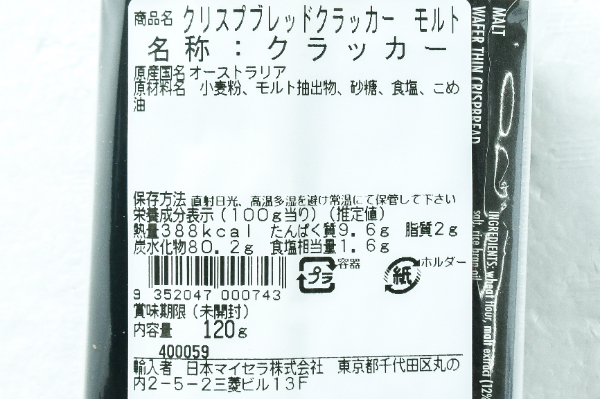 商品名 クリスプブレッドクラッカー モルト
名称：クラッカー
原産国名 オーストラリア
原材料名 小麦粉、モルト抽出物、砂糖、食塩、こめ
油
保存方法 直射日光、高温多湿を避け常温にて保管して下さい
栄養成分表示（100g当り）（推定値）
熱量388kcal たんぱく質9.6g 脂質2g
炭水化物80.2g 食塩相当量1.6g
プラ 容器
紙 ホルダー
9 352047 000743
賞味期限（未開封）
内容量 120g
400059
輸入者 日本マイセラ株式会社 東京都千代田区丸の
内2-5-2三菱ビル13F
MALT
WAFER THIN CRISPBREAD
INGREDIENTS: wheat flour, malt extract (12%
salt, rice bran oil